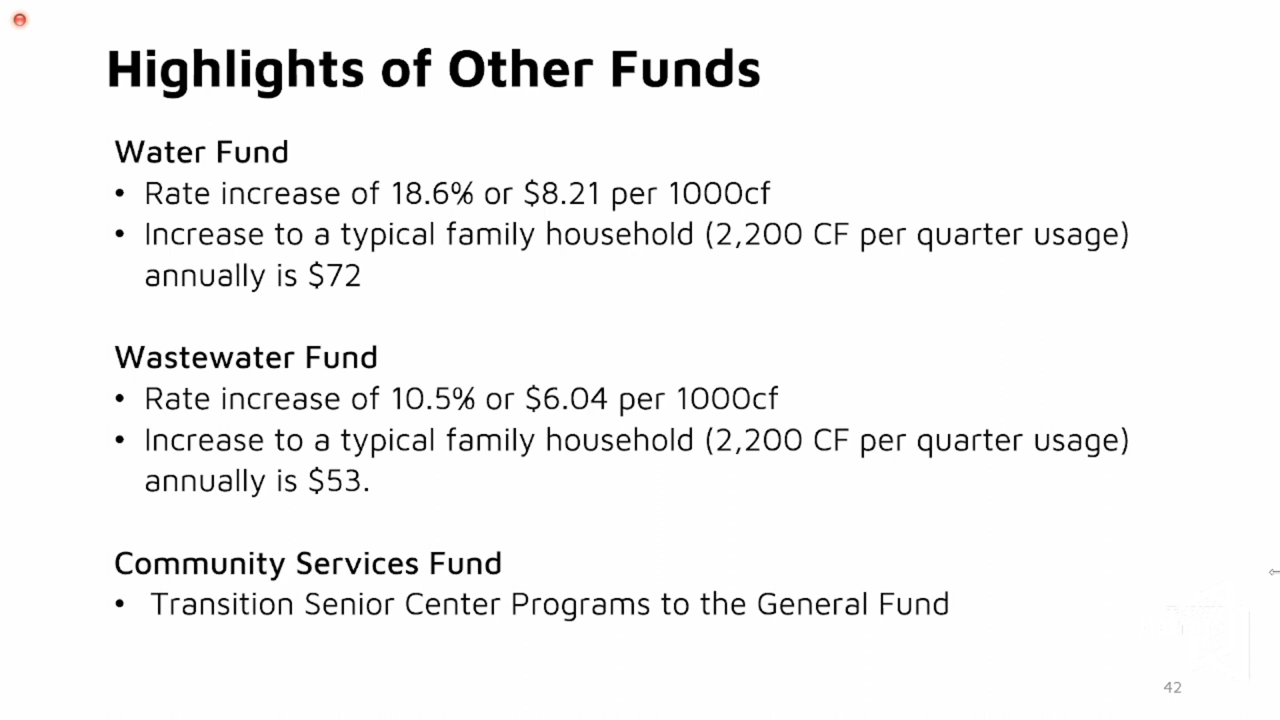 Highlights of Other Funds
Water Fund
• Rate increase of 18.6% or $8.21 per 1000cf
• Increase to a typical family household (2,200 CF per quarter usage)
annually is $72
Wastewater Fund
• Rate increase of 10.5% or $6.04 per 1000cf
• Increase to a typical family household (2,200 CF per quarter usage)
annually is $53.
Community Services Fund
• Transition Senior Center Programs to the General Fund
42